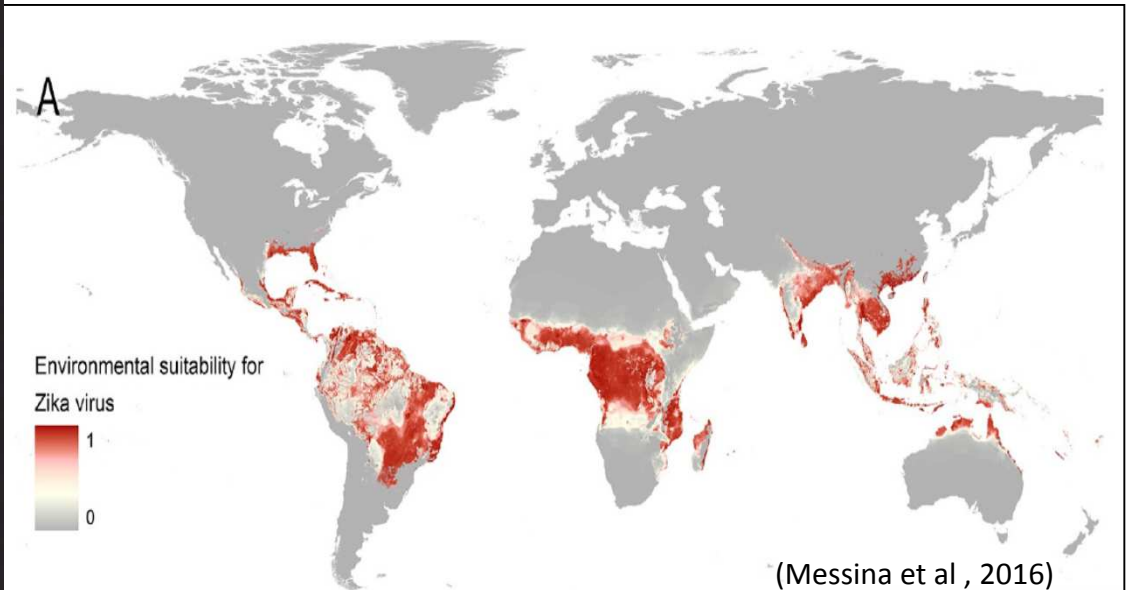 A
Environmental suitability for
Zika virus
1
0
(Messina et al , 2016)